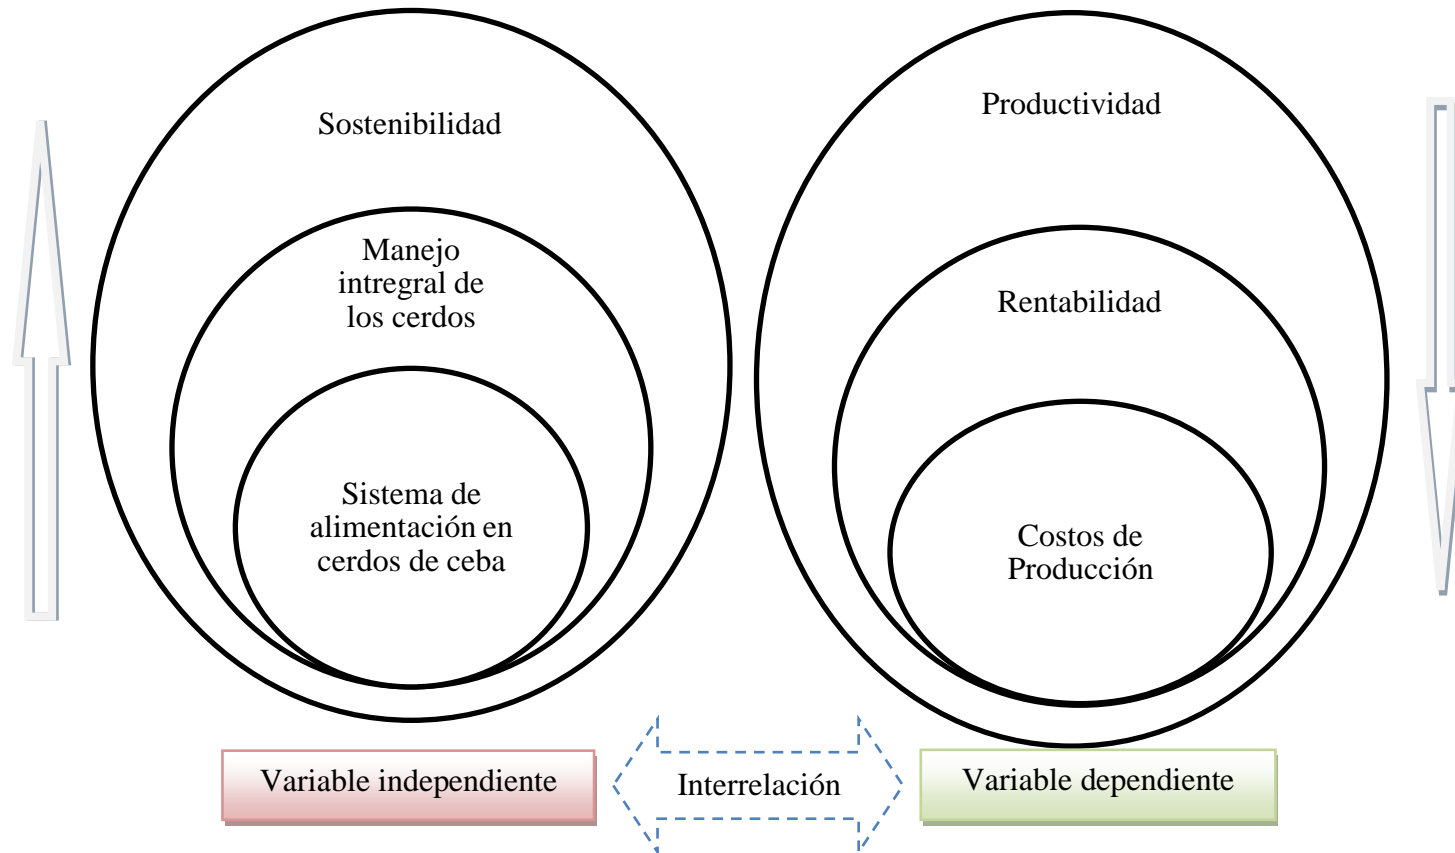 Sostenibilidad
Manejo
intregral de
los cerdos
Sistema de
alimentación en
cerdos de ceba
Productividad
Rentabilidad
Costos de
Producción
Variable independiente
Interrelación
Variable dependiente